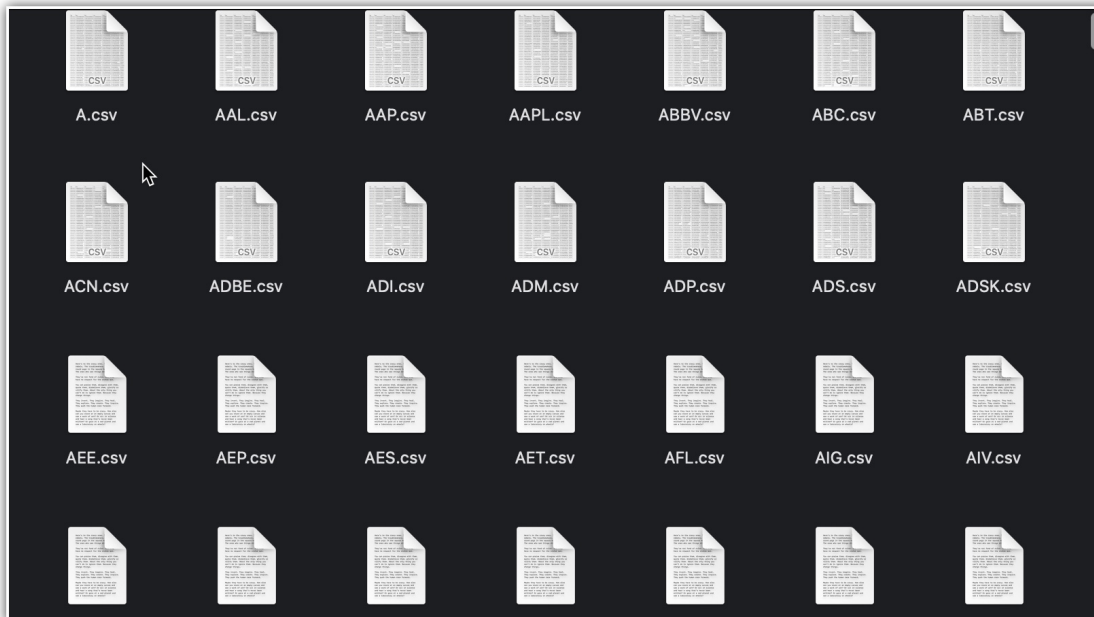 CSV CSV CSV CSV CSV CSV CSV
A.csv AAL.csv AAP.csv AAPL.csv ABBV.csv ABC.csv ABT.csv
CSV CSV CSV CSV CSV CSV CSV
ACN.csv ADBE.csv ADI.csv ADM.csv ADP.csv ADS.csv ADSK.csv
AEE.csv AEP.csv AES.csv AET.csv AFL.csv AIG.csv AIV.csv